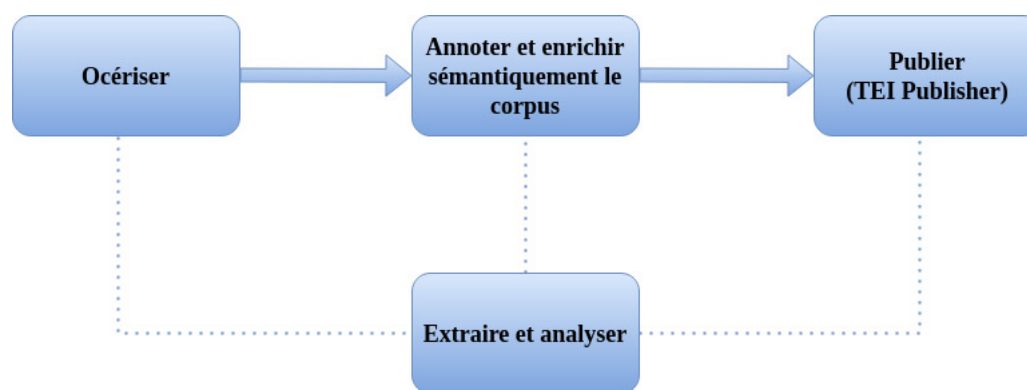 Océriser
Annoter et enrichir
sémantiquement le
corpus
Publier
(TEI Publisher)
Extraire et analyser